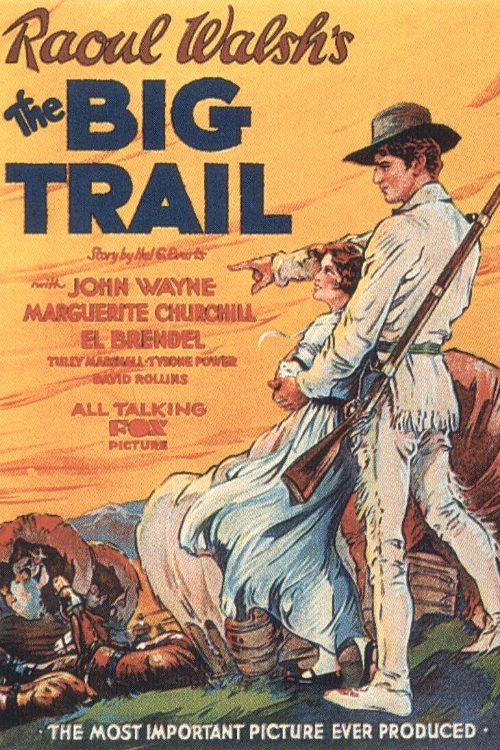 Raoul Walsh's
The BIG
TRAIL
Story by Hal G. Evarts
with JOHN WAYNE
MARGUERITE CHURCHILL
EL BRENDEL
TULLY MARSHALL - TYRONE POWER
DAVID ROLLINS
ALL TALKING
FOX
PICTURE
· THE MOST IMPORTANT PICTURE EVER PRODUCED ·